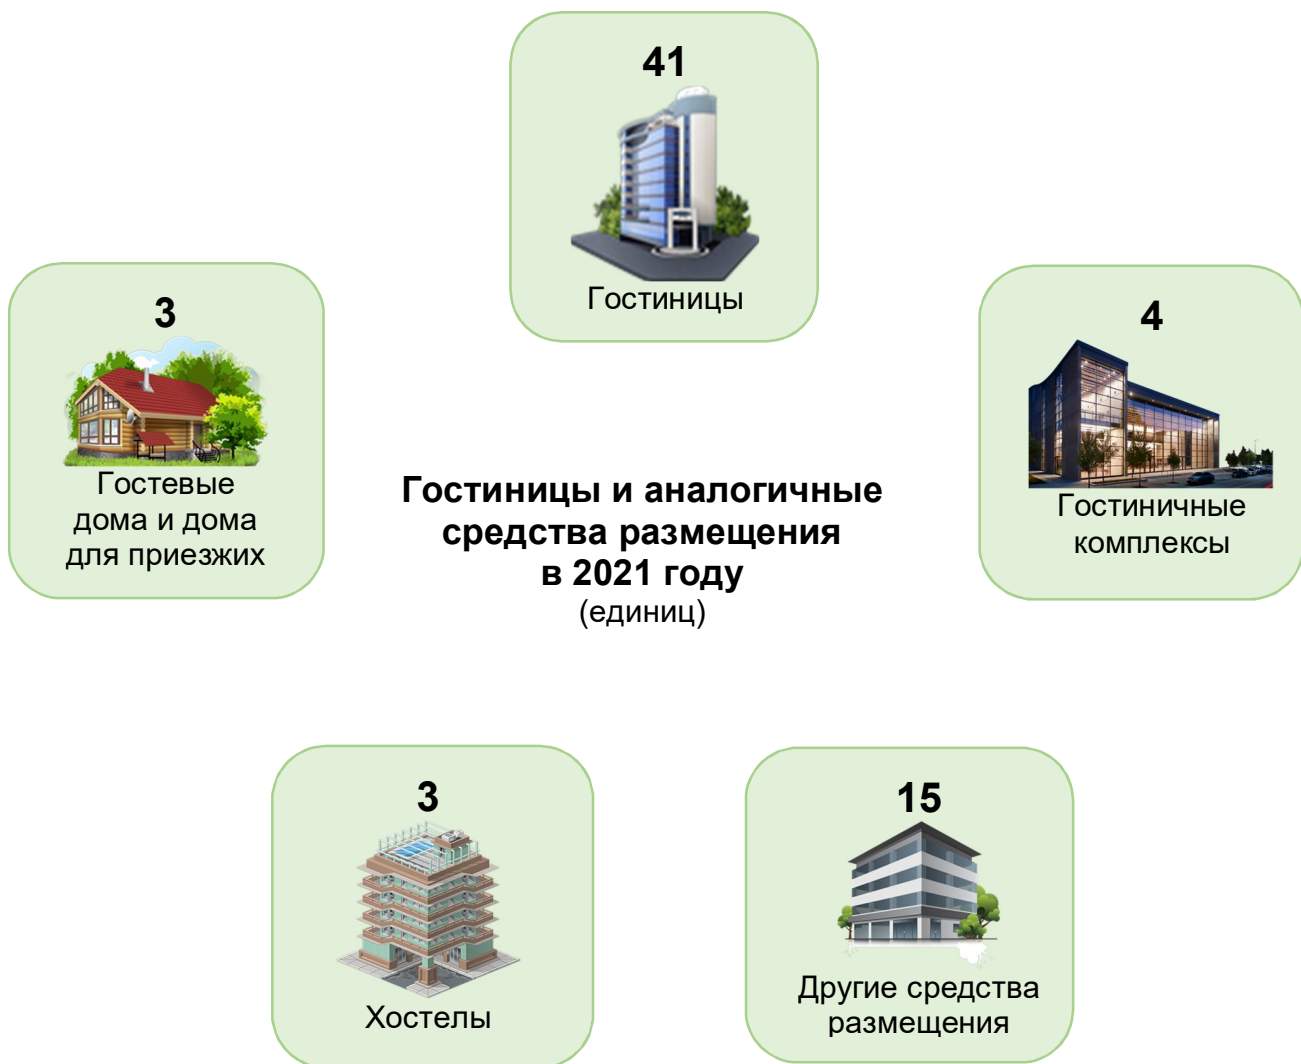 41
Гостиницы
3
Гостевые
дома и дома
для приезжих
4
Гостиничные
комплексы
Гостиницы и аналогичные
средства размещения
в 2021 году
(единиц)
3
Хостелы
15
Другие средства
размещения